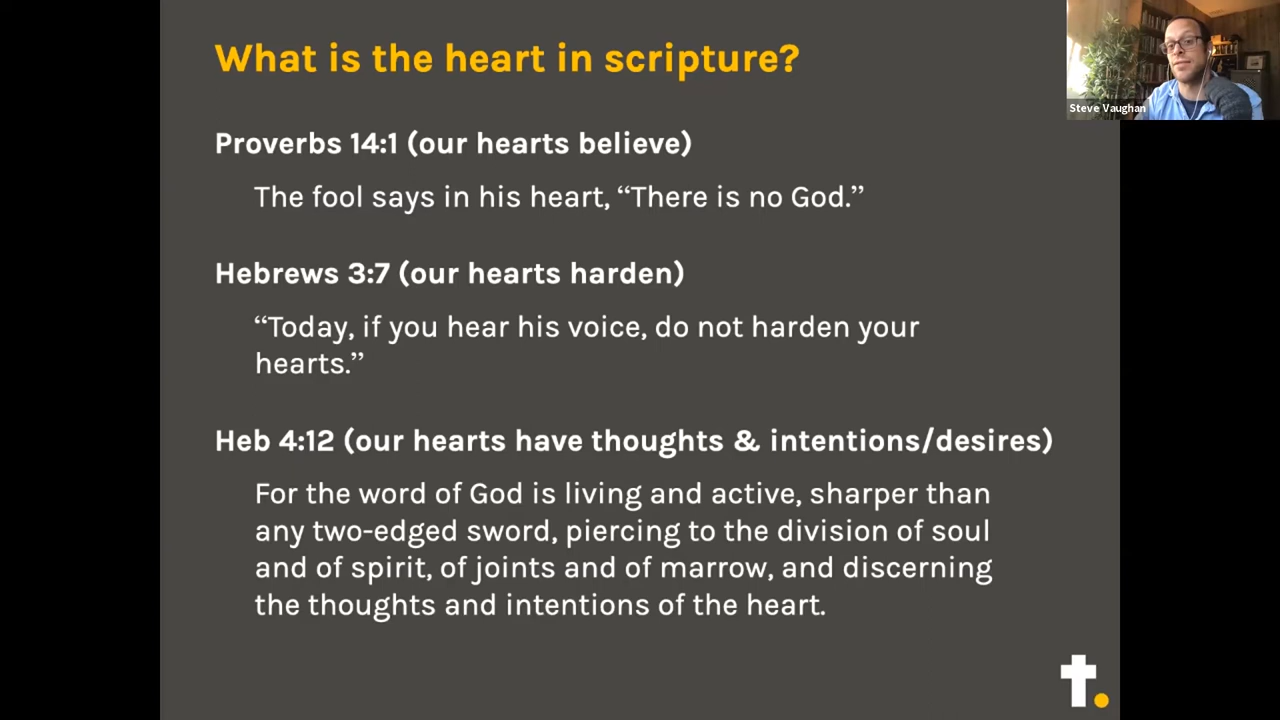 What is the heart in scripture?
Steve Vaughan
Proverbs 14:1 (our hearts believe)
The fool says in his heart, “There is no God.”
Hebrews 3:7 (our hearts harden)
“Today, if you hear his voice, do not harden your
hearts.”
Heb 4:12 (our hearts have thoughts & intentions/desires)
For the word of God is living and active, sharper than
any two-edged sword, piercing to the division of soul
and of spirit, of joints and of marrow, and discerning
the thoughts and intentions of the heart.